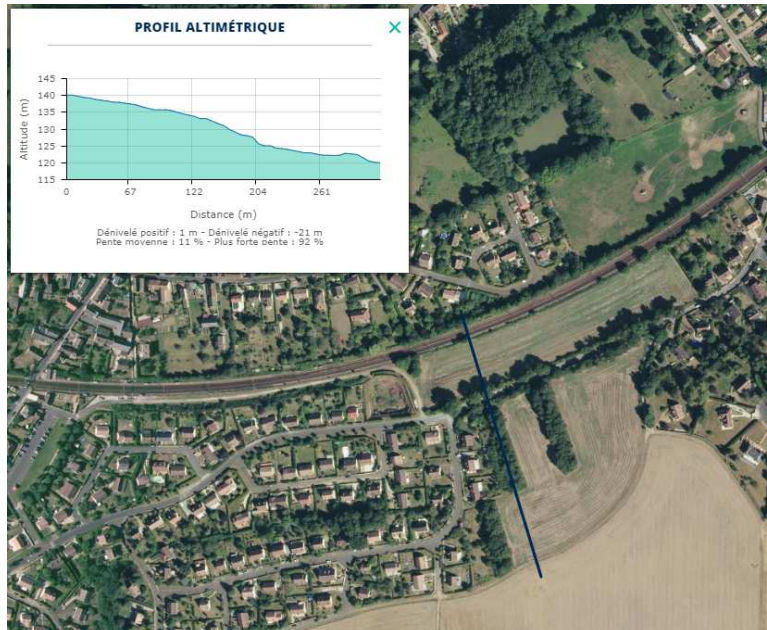 PROFIL ALTIMÉTRIQUE
145
140
135
130
125
120
115
Altitude (m)
0 67 122 204 261
Distance (m)
Dénivelé positif : 1 m - Dénivelé négatif : -21 m
Pente moyenne : 11 % - Plus forte pente : 92 %